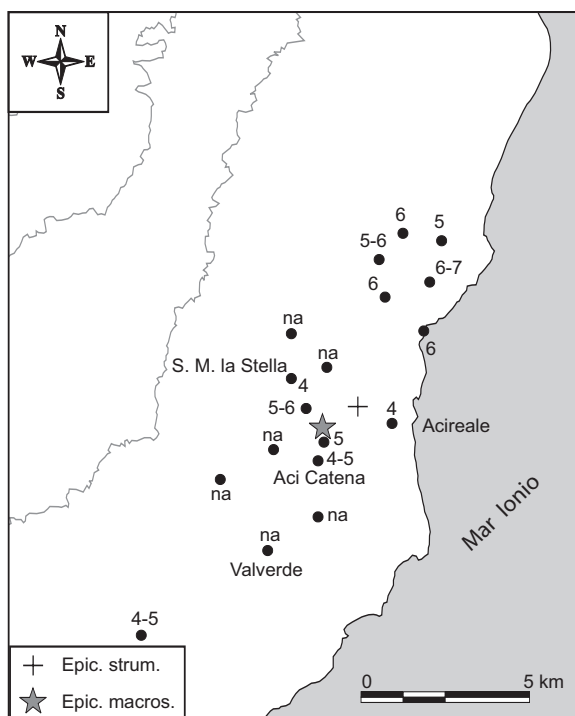 N
W E
S
6
5
5-6
6-7
6
6
na
na
S. M. la Stella
4
5-6
4
Acireale
5
na
4-5
Aci Catena
na
na
na
Valverde
Mar Ionio
4-5
Epic. strum.
Epic. macros.
0 5 km